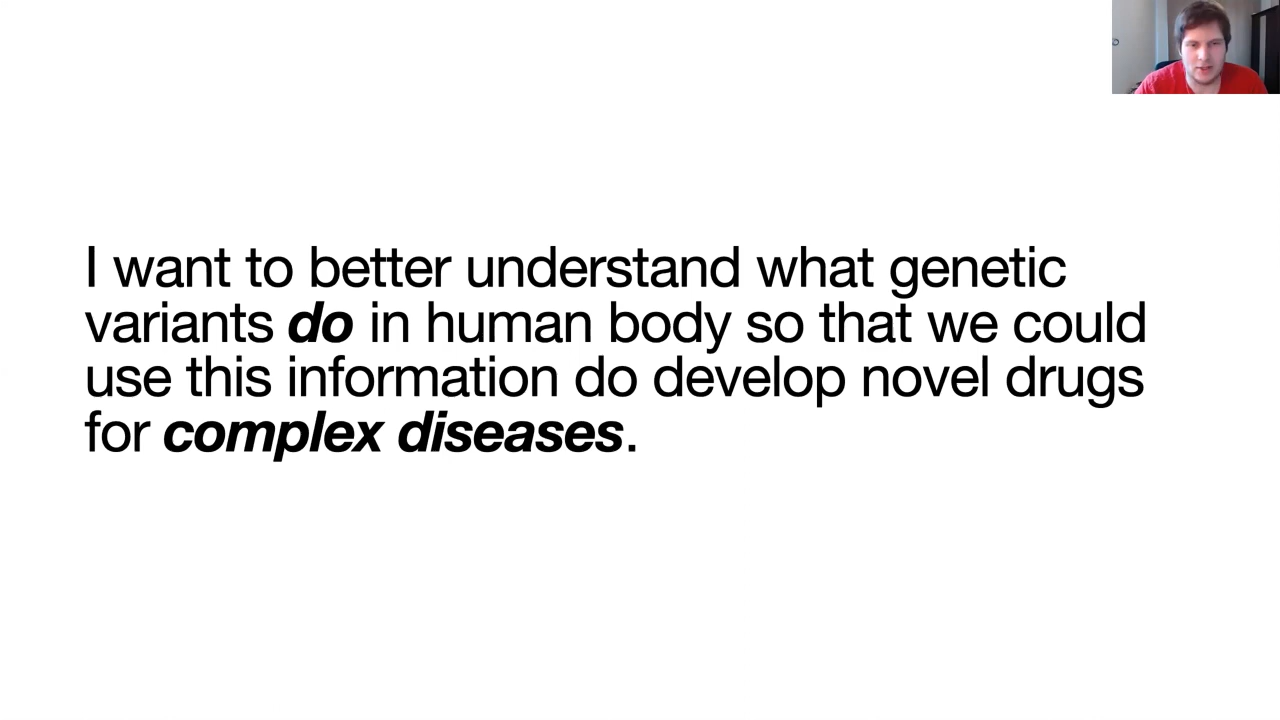 I want to better understand what genetic
variants do in human body so that we could
use this information do develop novel drugs
for complex diseases.